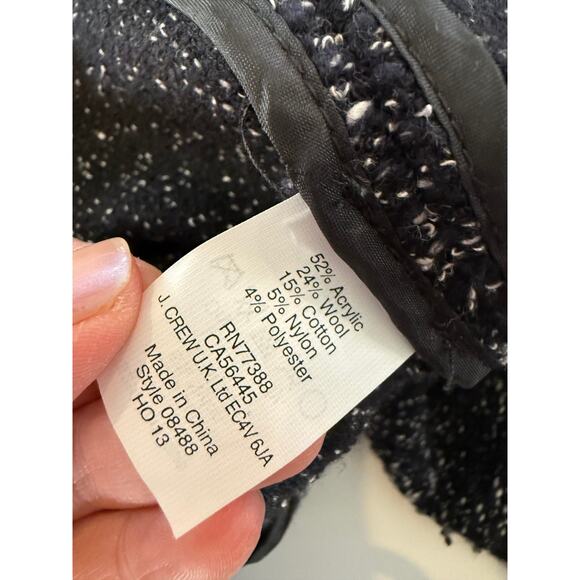 52% Acrylic
24% Wool
15% Cotton
5% Nylon
4% Polyester
RN77388
CA56445
J. CREW U.K. Ltd EC4V 6JA
Made in China
Style 08488
HO 13